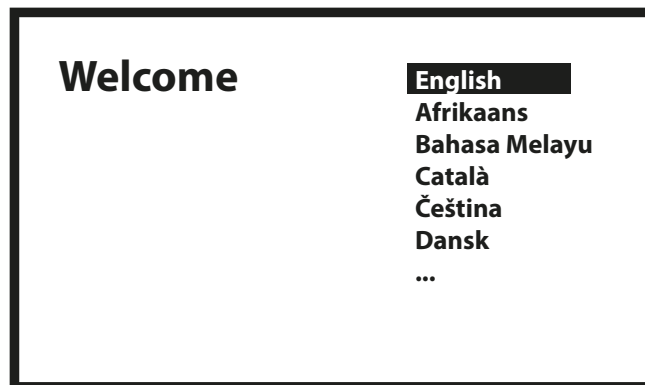 Welcome
English
Afrikaans
Bahasa Melayu
Català
Čeština
Dansk
...